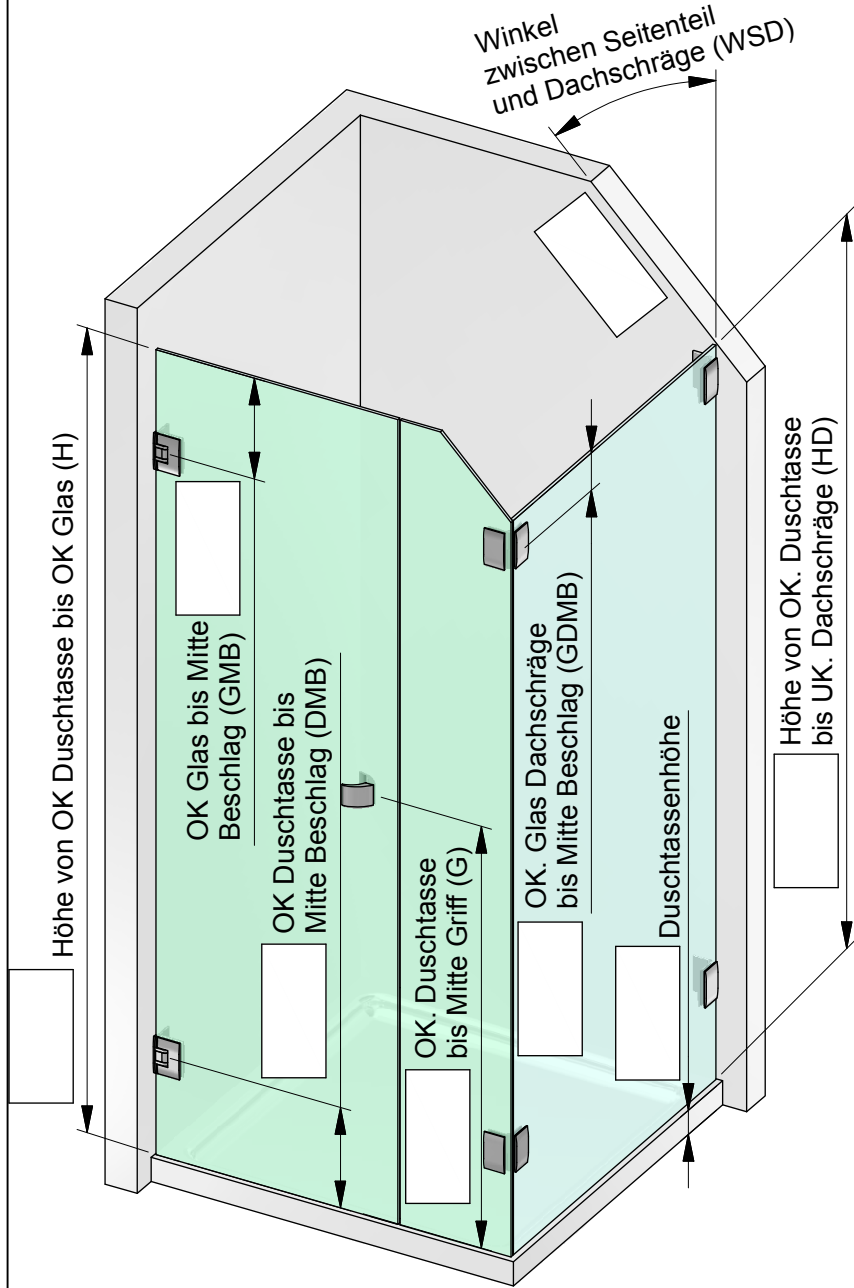 Winkel
zwischen Seitenteil
und Dachschräge (WSD)
Höhe von OK Duschtasse bis OK Glas (H)
OK Glas bis Mitte
Beschlag (GMB)
OK Duschtasse bis
Mitte Beschlag (DMB)
OK. Duschtasse
bis Mitte Griff (G)
OK. Glas Dachschräge
bis Mitte Beschlag (GDMB)
Duschtassenhöhe
Höhe von OK. Duschtasse
bis UK. Dachschräge (HD)